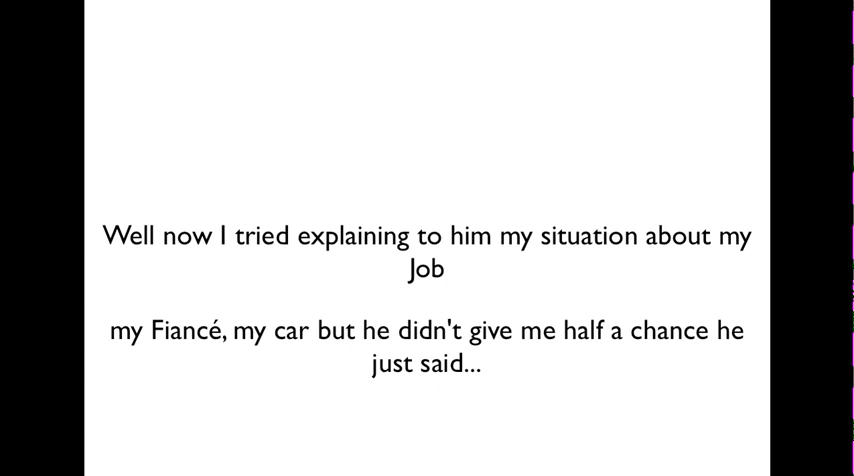 Well now I tried explaining to him my situation about my
Job
my Fiancé, my car but he didn't give me half a chance he
just said...